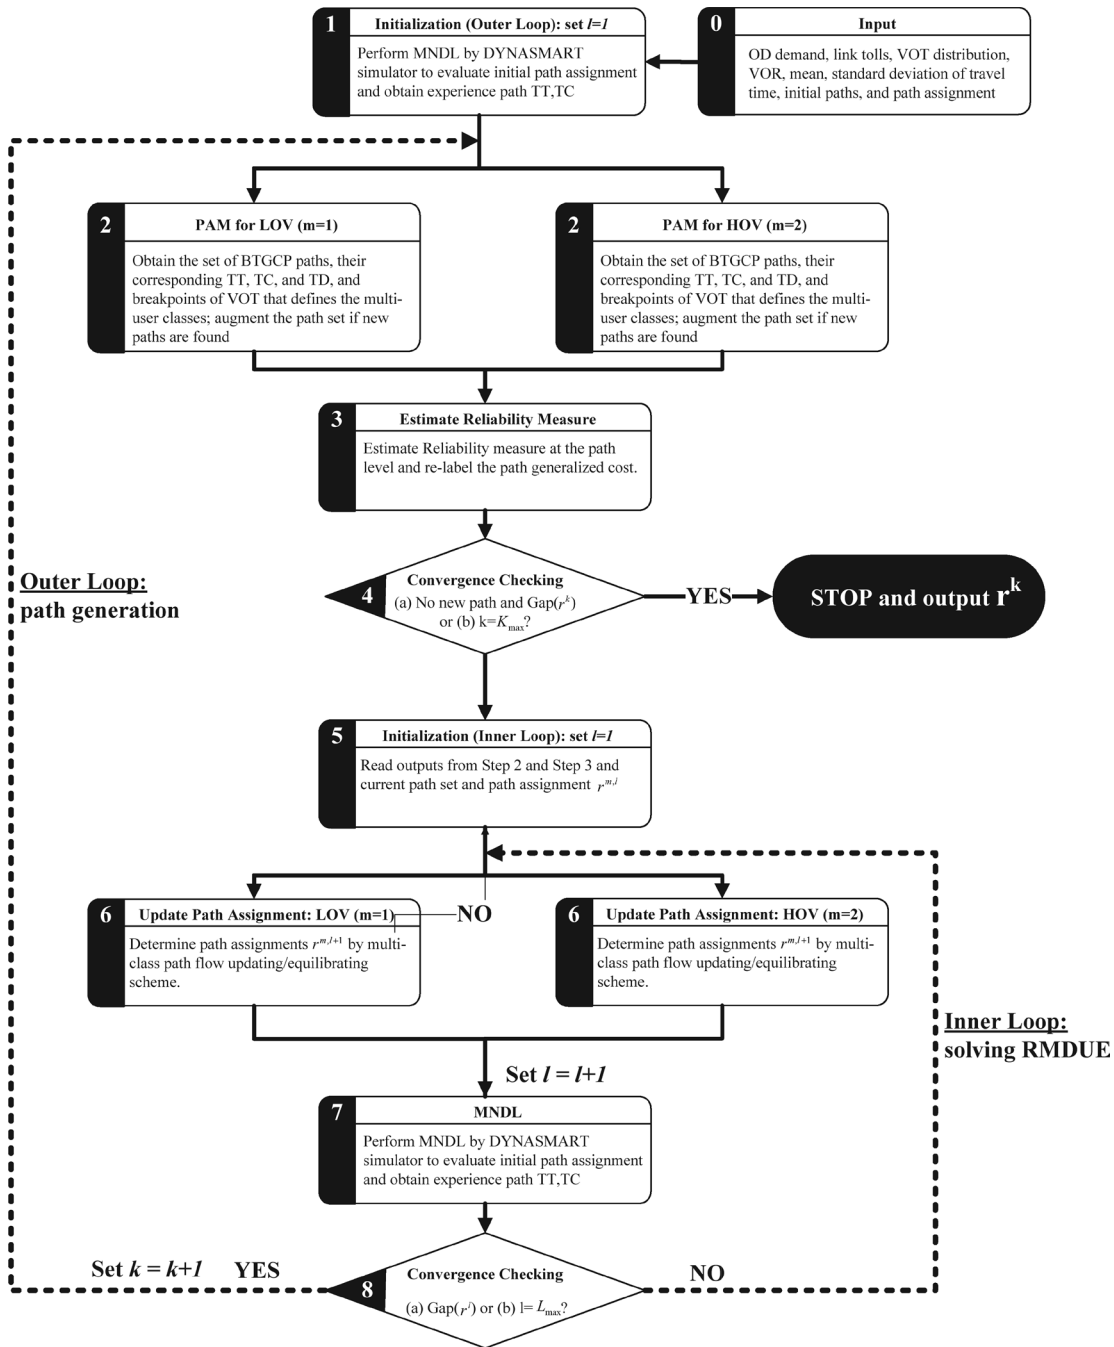 0
Input
OD demand, link tolls, VOT distribution,
VOR, mean, standard deviation of travel
time, initial paths, and path assignment
1
Initialization (Outer Loop): set l=1
Perform MNDL by DYNASMART
simulator to evaluate initial path assignment
and obtain experience path TT,TC
2
PAM for LOV (m=1)
Obtain the set of BTGCP paths, their
corresponding TT, TC, and TD, and
breakpoints of VOT that defines the multi-
user classes; augment the path set if new
paths are found
2
PAM for HOV (m=2)
Obtain the set of BTGCP paths, their
corresponding TT, TC, and TD, and
breakpoints of VOT that defines the multi-
user classes; augment the path set if new
paths are found
3
Estimate Reliability Measure
Estimate Reliability measure at the path
level and re-label the path generalized cost.
Outer Loop:
path generation
4
Convergence Checking
(a) No new path and Gap(r^k)
or (b) k=K_max?
YES
STOP and output r^k
5
Initialization (Inner Loop): set l=1
Read outputs from Step 2 and Step 3 and
current path set and path assignment r^m,l
NO
6
Update Path Assignment: LOV (m=1)
Determine path assignments r^m,l+1 by multi-
class path flow updating/equilibrating
scheme.
6
Update Path Assignment: HOV (m=2)
Determine path assignments r^m,l+1 by multi-
class path flow updating/equilibrating
scheme.
Inner Loop:
solving RMDUE
Set l = l+1
7
MNDL
Perform MNDL by DYNASMART
simulator to evaluate initial path assignment
and obtain experience path TT,TC
8
Convergence Checking
(a) Gap(r^l) or (b) l= L_max?
Set k = k+1 YES
NO